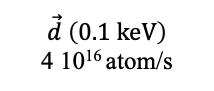 d⃗ (0.1 keV)
4 10¹⁶ atom/s